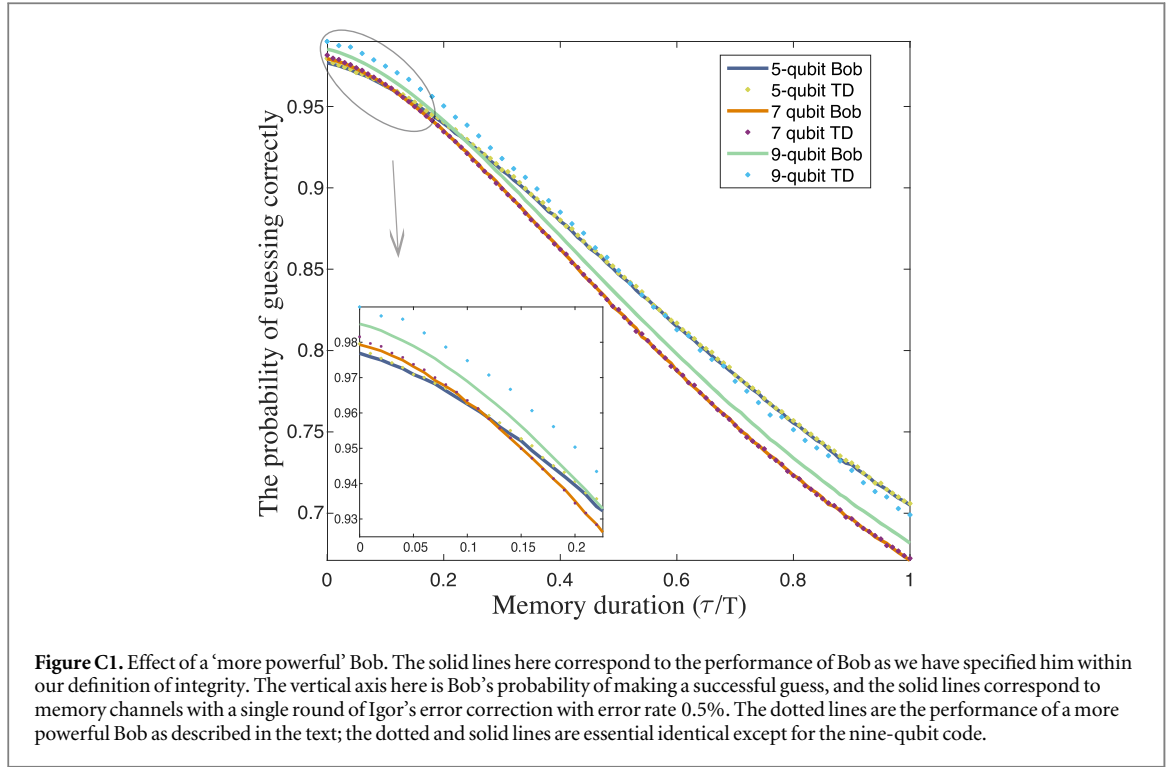 The probability of guessing correctly
0.95
0.9
0.85
0.8
0.75
0.7
5-qubit Bob
5-qubit TD
7 qubit Bob
7 qubit TD
9-qubit Bob
9-qubit TD
0.98
0.97
0.96
0.95
0.94
0.93
0 0.05 0.1 0.15 0.2
0 0.2 0.4 0.6 0.8 1
Memory duration (τ/T)
Figure C1. Effect of a ‘more powerful’ Bob. The solid lines here correspond to the performance of Bob as we have specified him within
our definition of integrity. The vertical axis here is Bob’s probability of making a successful guess, and the solid lines correspond to
memory channels with a single round of Igor’s error correction with error rate 0.5%. The dotted lines are the performance of a more
powerful Bob as described in the text; the dotted and solid lines are essential identical except for the nine-qubit code.